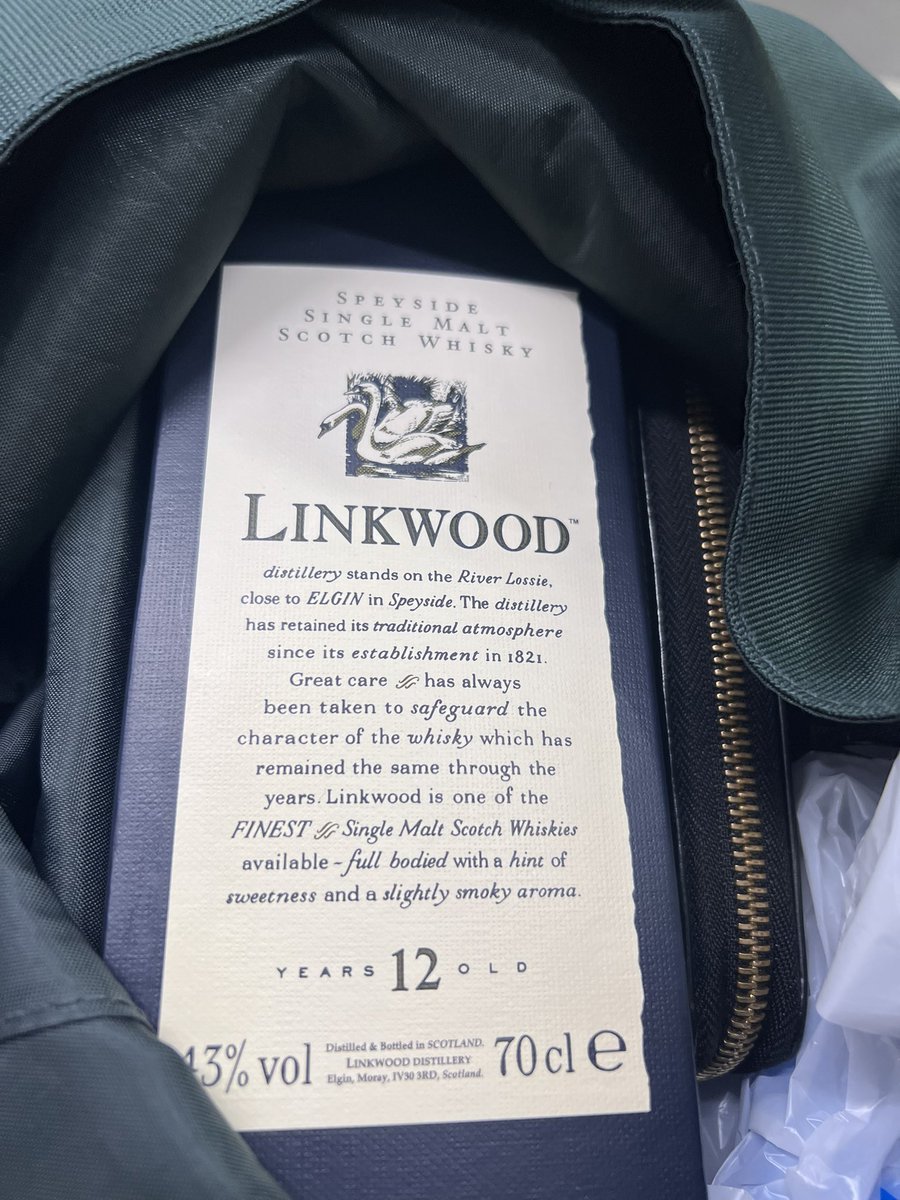 SPEYSIDE
SINGLE MALT
SCOTCH WHISKY
LINKWOOD™
distillery stands on the River Lossie,
close to ELGIN in Speyside. The distillery
has retained its traditional atmosphere
since its establishment in 1821.
Great care has always
been taken to safeguard the
character of the whisky which has
remained the same through the
years. Linkwood is one of the
FINEST Single Malt Scotch Whiskies
available - full bodied with a hint of
sweetness and a slightly smoky aroma.
YEARS 12 OLD
43% vol
Distilled & Bottled in SCOTLAND.
LINKWOOD DISTILLERY
Elgin, Moray, IV30 3RD, Scotland.
70 cl e